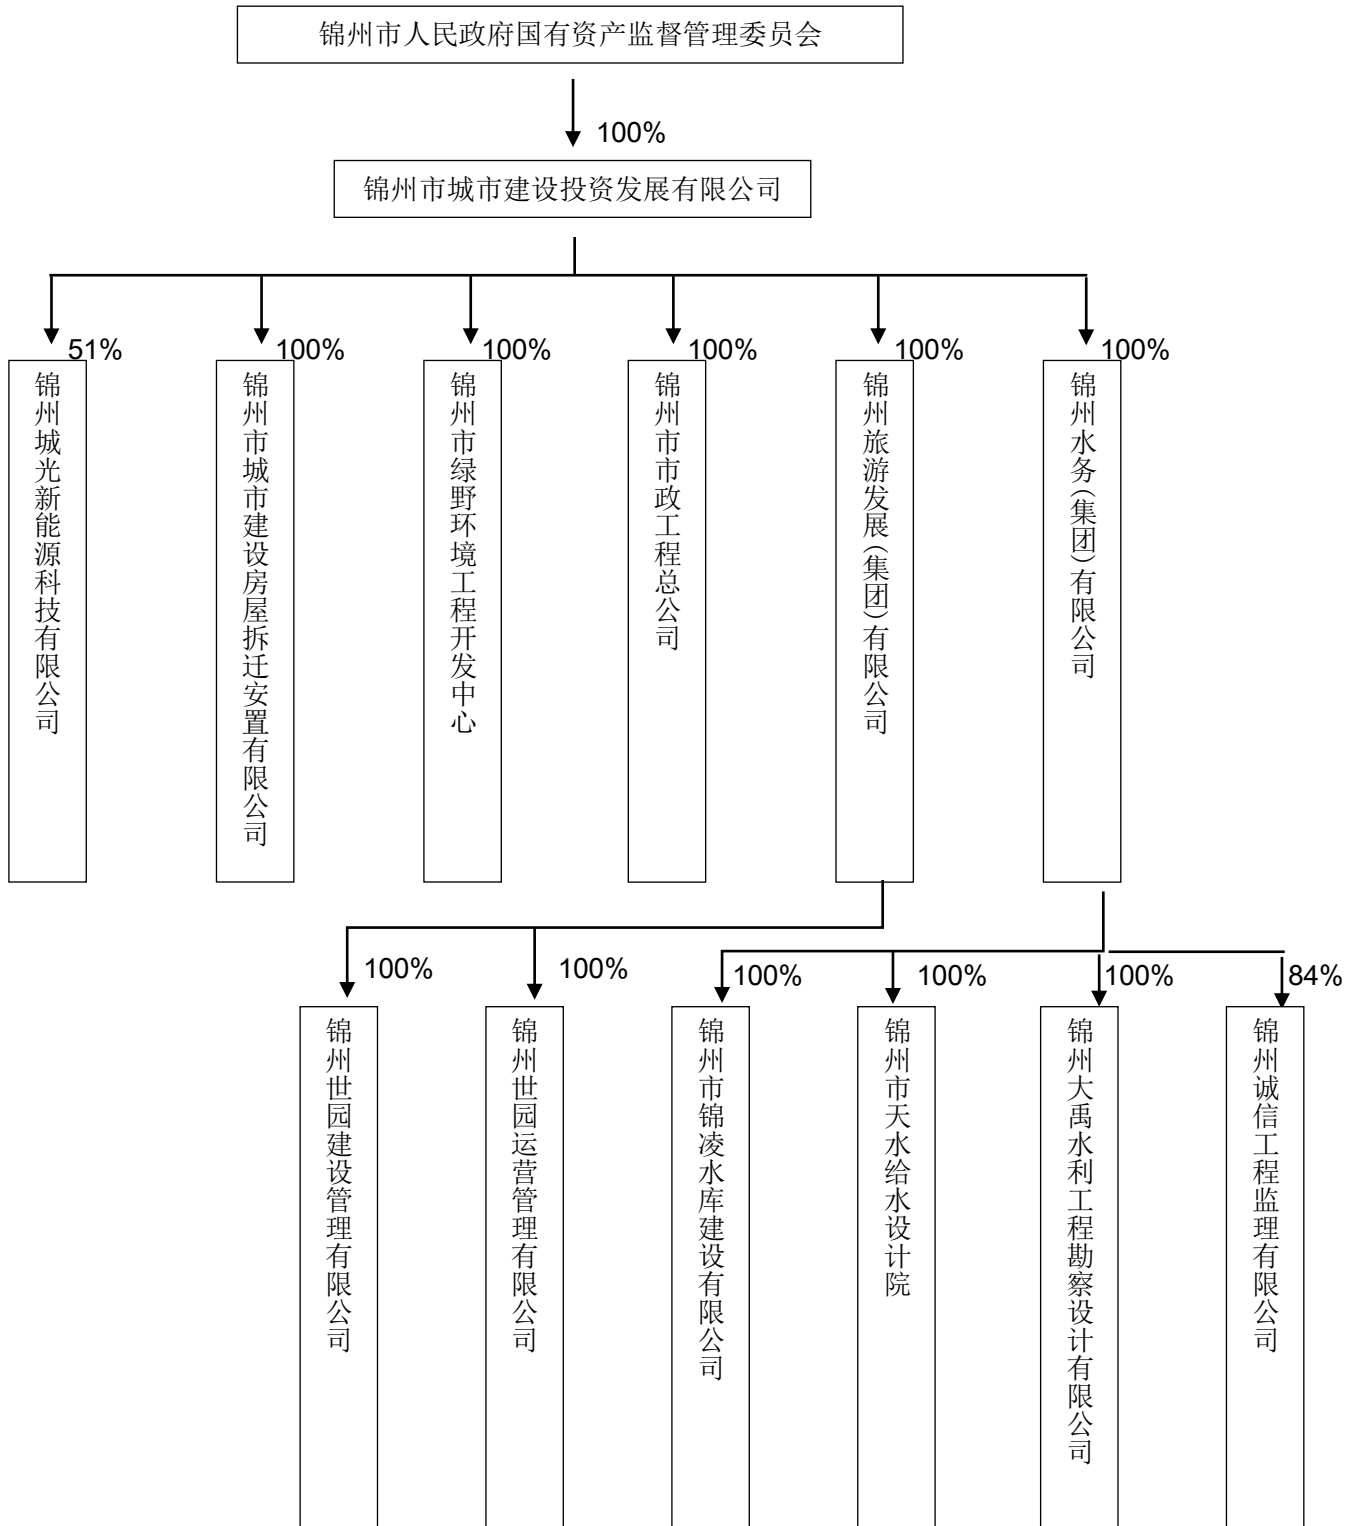 锦州市人民政府国有资产监督管理委员会
100%
锦州市城市建设投资发展有限公司
51%
100%
100%
100%
100%
100%
锦州城光新能源科技有限公司
锦州市城市建设房屋拆迁安置有限公司
锦州市绿野环境工程开发中心
锦州市市政工程总公司
锦州旅游发展(集团)有限公司
锦州水务(集团)有限公司
100%
100%
100%
100%
100%
84%
锦州世园建设管理有限公司
锦州世园运营管理有限公司
锦州市锦凌水库建设有限公司
锦州市天水给水设计院
锦州大禹水利工程勘察设计有限公司
锦州诚信工程监理有限公司